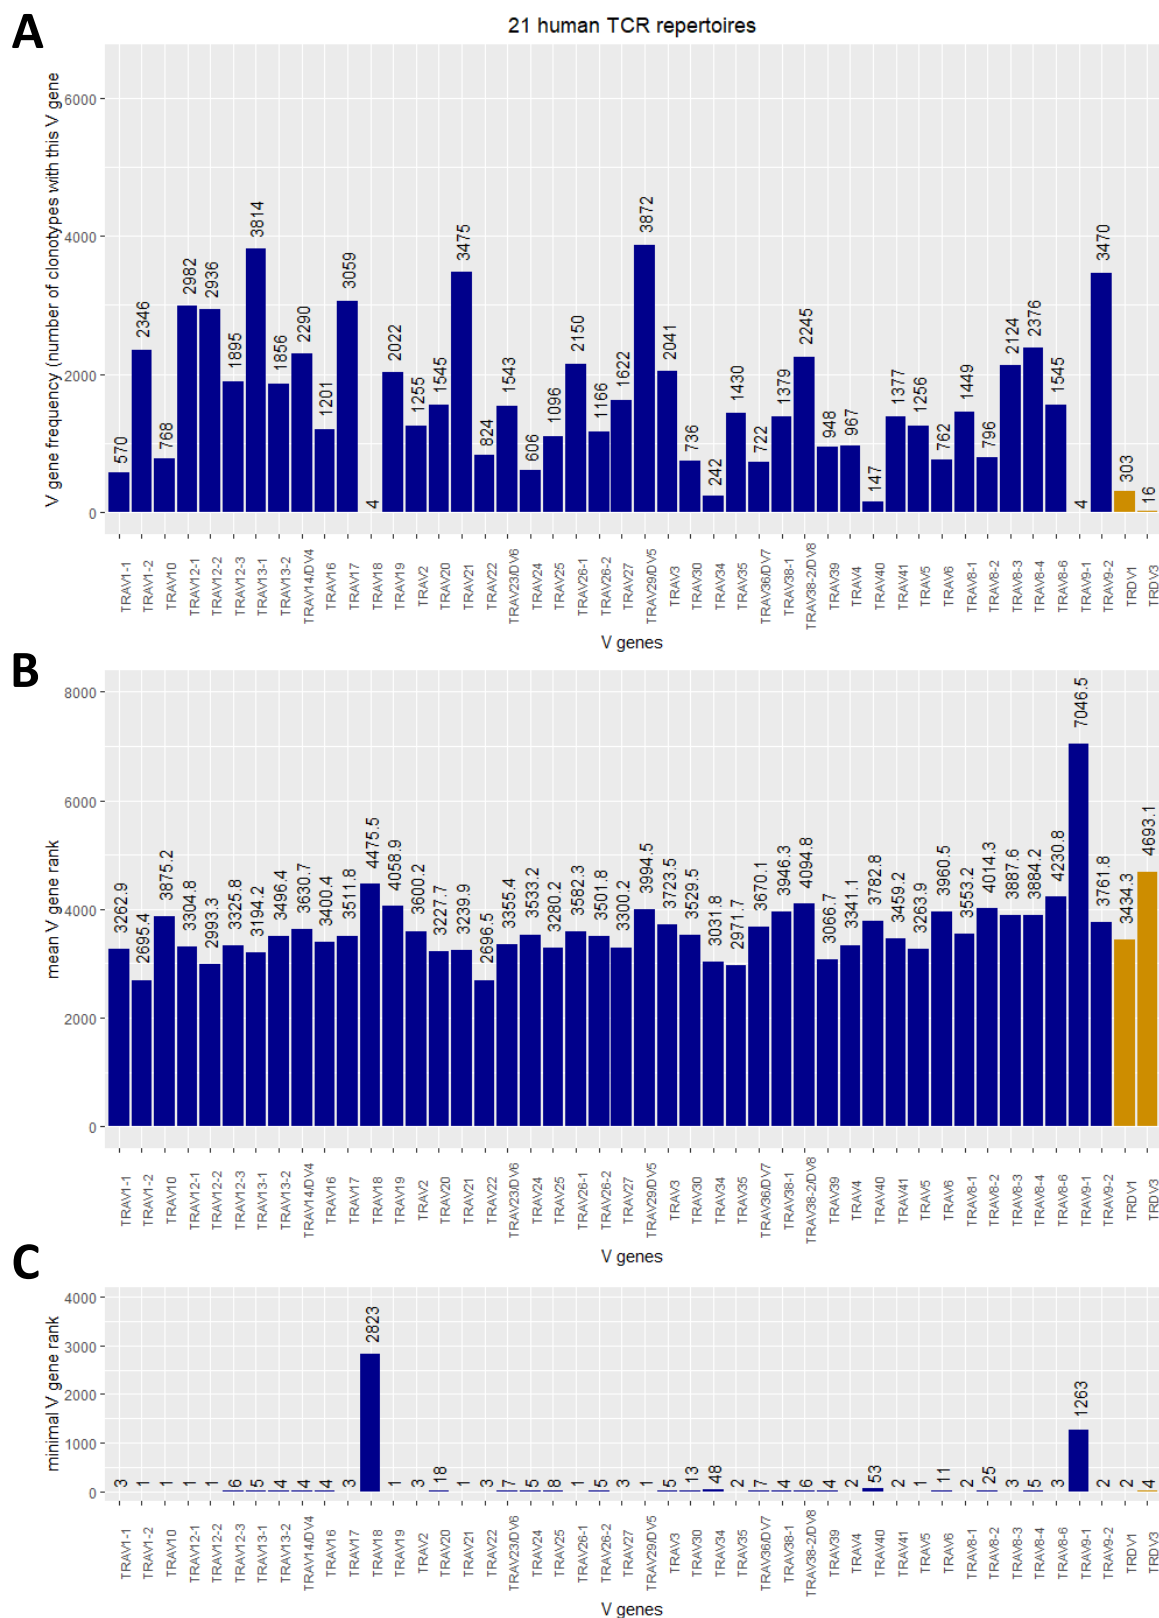 A
21 human TCR repertoires
V gene frequency (number of clonotypes with this V gene
6000
4000
2000
0
570
2346
768
2982
2936
1895
3814
1856
2290
1201
3059
4
2022
1255
1545
3475
824
1543
606
1096
2150
1166
1622
3872
2041
736
242
1430
722
1379
2245
948
967
147
1377
1256
762
1449
796
2124
2376
1545
4
3470
303
16
TRAV1-1
TRAV1-2
TRAV10
TRAV12-1
TRAV12-2
TRAV12-3
TRAV13-1
TRAV13-2
TRAV14/DV4
TRAV16
TRAV17
TRAV18
TRAV19
TRAV2
TRAV20
TRAV21
TRAV22
TRAV23/DV6
TRAV24
TRAV25
TRAV26-1
TRAV26-2
TRAV27
TRAV29/DV5
TRAV3
TRAV30
TRAV34
TRAV35
TRAV36/DV7
TRAV38-1
TRAV38-2/DV8
TRAV39
TRAV4
TRAV40
TRAV41
TRAV5
TRAV6
TRAV8-1
TRAV8-2
TRAV8-3
TRAV8-4
TRAV8-6
TRAV9-1
TRAV9-2
TRDV1
TRDV3
V genes
B
mean V gene rank
8000
6000
4000
2000
0
3262.9
2695.4
3875.2
3304.8
2993.3
3325.8
3194.2
3496.4
3630.7
3400.4
3511.8
4475.5
4058.9
3600.2
3227.7
3239.9
2696.5
3355.4
3533.2
3280.2
3582.3
3501.8
3300.2
3994.5
3723.5
3529.5
3031.8
2971.7
3670.1
3946.3
4094.8
3066.7
3341.1
3782.8
3459.2
3263.9
3960.5
3553.2
4014.3
3887.6
3884.2
4230.8
7046.5
3761.8
3434.3
4693.1
TRAV1-1
TRAV1-2
TRAV10
TRAV12-1
TRAV12-2
TRAV12-3
TRAV13-1
TRAV13-2
TRAV14/DV4
TRAV16
TRAV17
TRAV18
TRAV19
TRAV2
TRAV20
TRAV21
TRAV22
TRAV23/DV6
TRAV24
TRAV25
TRAV26-1
TRAV26-2
TRAV27
TRAV29/DV5
TRAV3
TRAV30
TRAV34
TRAV35
TRAV36/DV7
TRAV38-1
TRAV38-2/DV8
TRAV39
TRAV4
TRAV40
TRAV41
TRAV5
TRAV6
TRAV8-1
TRAV8-2
TRAV8-3
TRAV8-4
TRAV8-6
TRAV9-1
TRAV9-2
TRDV1
TRDV3
V genes
C
minimal V gene rank
4000
3000
2000
1000
0
3
1
1
1
1
6
5
4
4
4
3
2823
1
3
18
1
3
7
5
8
1
5
3
1
5
13
48
2
7
4
6
4
2
53
2
1
11
2
25
3
5
3
1263
2
2
4
TRAV1-1
TRAV1-2
TRAV10
TRAV12-1
TRAV12-2
TRAV12-3
TRAV13-1
TRAV13-2
TRAV14/DV4
TRAV16
TRAV17
TRAV18
TRAV19
TRAV2
TRAV20
TRAV21
TRAV22
TRAV23/DV6
TRAV24
TRAV25
TRAV26-1
TRAV26-2
TRAV27
TRAV29/DV5
TRAV3
TRAV30
TRAV34
TRAV35
TRAV36/DV7
TRAV38-1
TRAV38-2/DV8
TRAV39
TRAV4
TRAV40
TRAV41
TRAV5
TRAV6
TRAV8-1
TRAV8-2
TRAV8-3
TRAV8-4
TRAV8-6
TRAV9-1
TRAV9-2
TRDV1
TRDV3
V genes